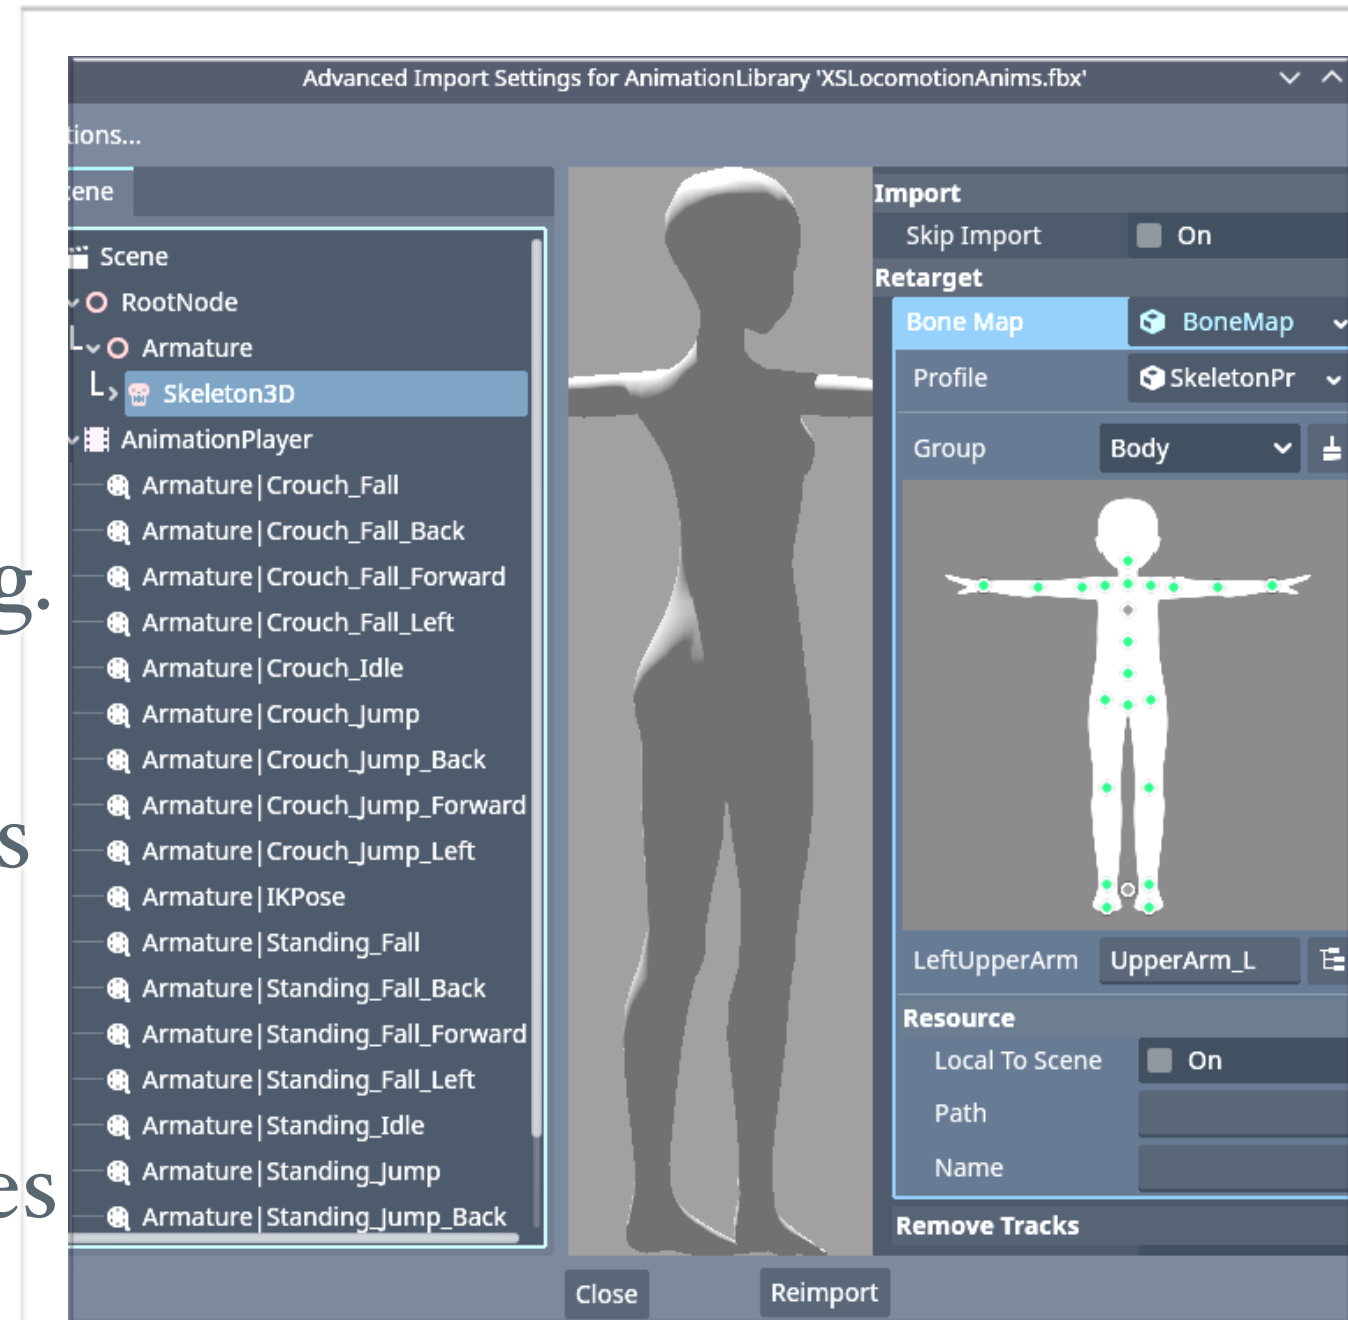 Advanced Import Settings for AnimationLibrary 'XSLocomotionAnims.fbx'
tions...
ene
Scene
RootNode
Armature
Skeleton3D
AnimationPlayer
Armature|Crouch_Fall
Armature|Crouch_Fall_Back
Armature|Crouch_Fall_Forward
Armature|Crouch_Fall_Left
Armature|Crouch_Idle
Armature|Crouch_Jump
Armature|Crouch_Jump_Back
Armature|Crouch_Jump_Forward
Armature|Crouch_Jump_Left
Armature|IKPose
Armature|Standing_Fall
Armature|Standing_Fall_Back
Armature|Standing_Fall_Forward
Armature|Standing_Fall_Left
Armature|Standing_Idle
Armature|Standing_Jump
Armature|Standing_Jump_Back
g.
s
es
Import
Skip Import On
Retarget
Bone Map BoneMap
Profile SkeletonPr
Group Body
LeftUpperArm UpperArm_L
Resource
Local To Scene On
Path
Name
Remove Tracks
Close Reimport